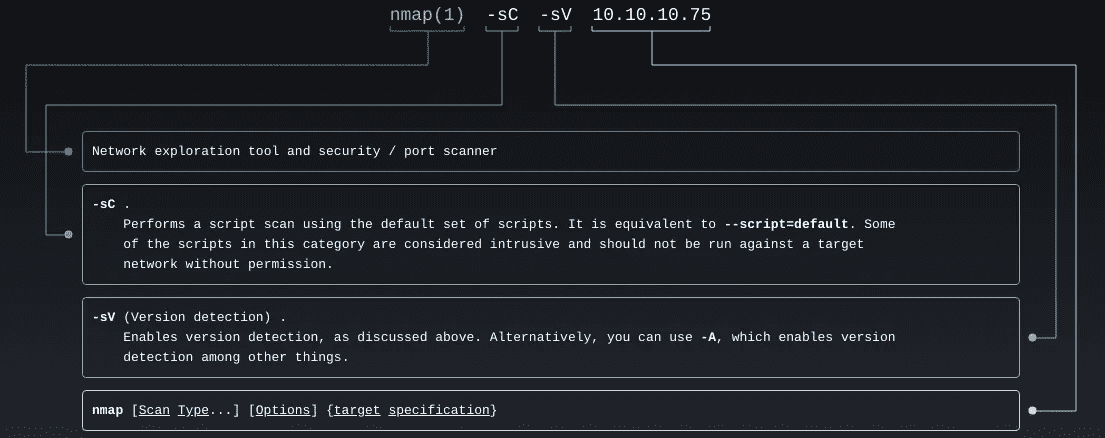 nmap(1) -sC -sV 10.10.10.75
Network exploration tool and security / port scanner
-sC .
Performs a script scan using the default set of scripts. It is equivalent to --script=default. Some
of the scripts in this category are considered intrusive and should not be run against a target
network without permission.
-sV (Version detection) .
Enables version detection, as discussed above. Alternatively, you can use -A, which enables version
detection among other things.
nmap [Scan Type...] [Options] {target specification}